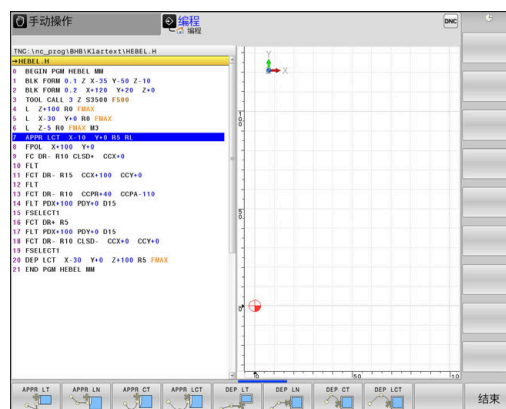 手动操作
编程
编程
DNC
TNC:\nc_prog\BHB\Klartext\HEBEL.H
→HEBEL.H
0 BEGIN PGM HEBEL MM
1 BLK FORM 0.1 Z X-35 Y-50 Z-10
2 BLK FORM 0.2 X+120 Y+20 Z+0
3 TOOL CALL 3 Z S3500 F500
4 L Z+100 R0 FMAX
5 L X-30 Y+0 R0 FMAX
6 L Z-5 R0 FMAX M3
7 APPR LCT X-10 Y+0 R5 RL
8 FPOL X+100 Y+0
9 FC DR- R10 CLSD+ CCX+0
10 FLT
11 FCT DR- R15 CCX+100 CCY+0
12 FLT
13 FCT DR- R10 CCPR+40 CCPA-110
14 FLT PDX+100 PDY+0 D15
15 FSELECT1
16 FCT DR+ R5
17 FLT PDX+100 PDY+0 D15
18 FCT DR- R10 CLSD- CCX+0 CCY+0
19 FSELECT1
20 DEP LCT X-30 Y+0 Z+100 R5 FMAX
21 END PGM HEBEL MM
Y
X
100
50
0
0
50
10
APPR LT
APPR LN
APPR CT
APPR LCT
DEP LT
DEP LN
DEP CT
DEP LCT
结束